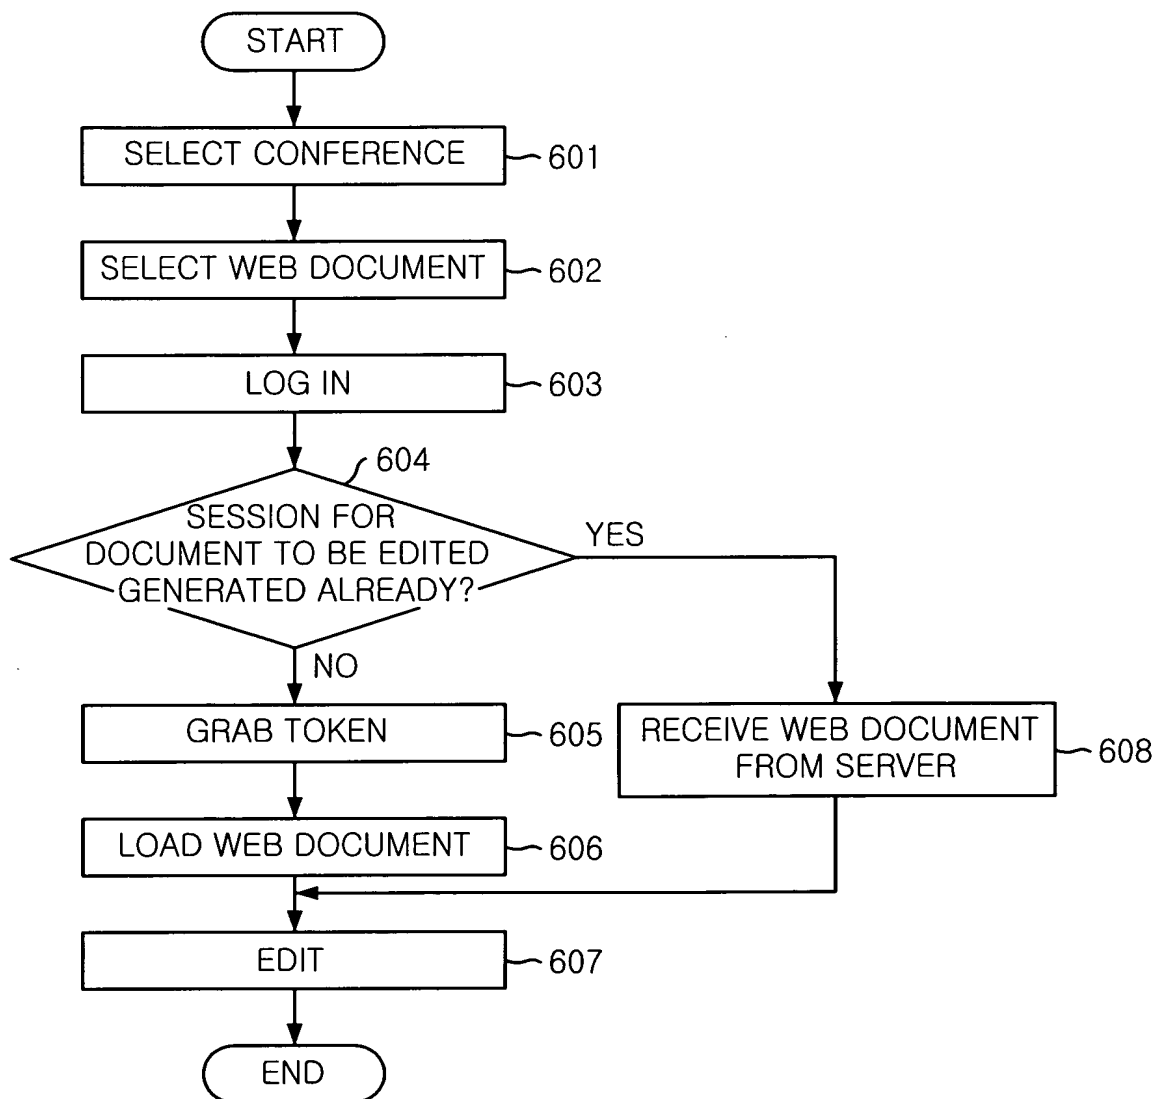 START
SELECT CONFERENCE
601
SELECT WEB DOCUMENT
602
LOG IN
603
604
SESSION FOR
DOCUMENT TO BE EDITED
GENERATED ALREADY?
YES
NO
GRAB TOKEN
605
RECEIVE WEB DOCUMENT
FROM SERVER
608
LOAD WEB DOCUMENT
606
EDIT
607
END